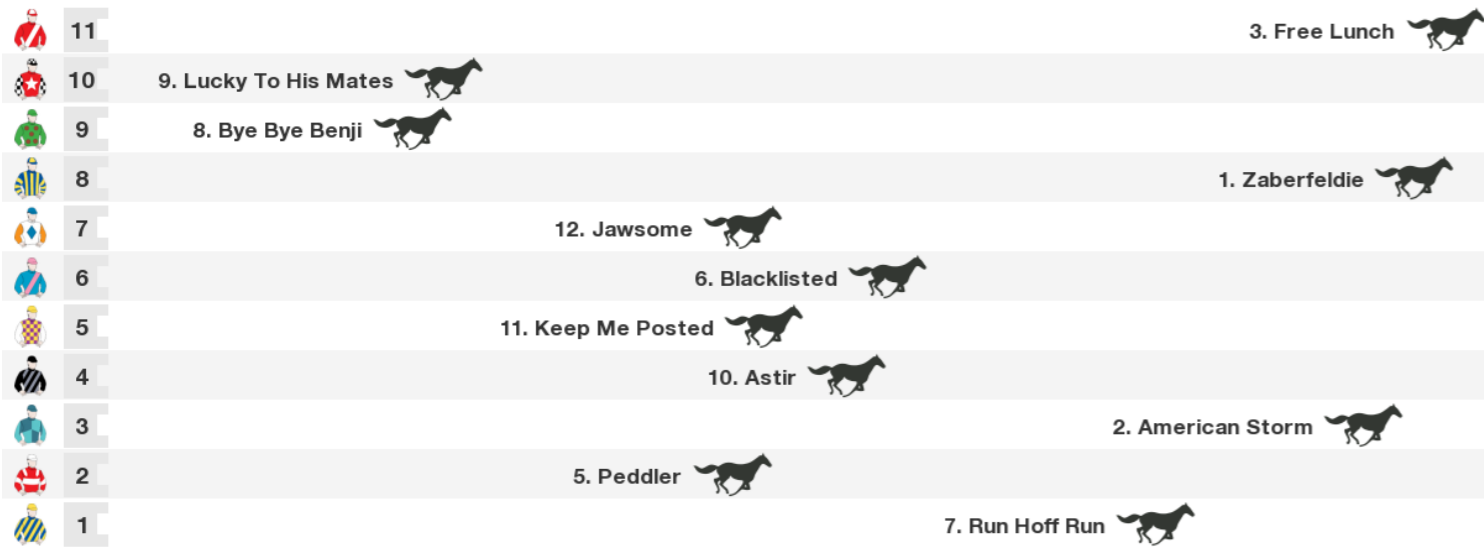 11 3. Free Lunch
10 9. Lucky To His Mates
9 8. Bye Bye Benji
8 1. Zaberfeldie
7 12. Jawsome
6 6. Blacklisted
5 11. Keep Me Posted
4 10. Astir
3 2. American Storm
2 5. Peddler
1 7. Run Hoff Run